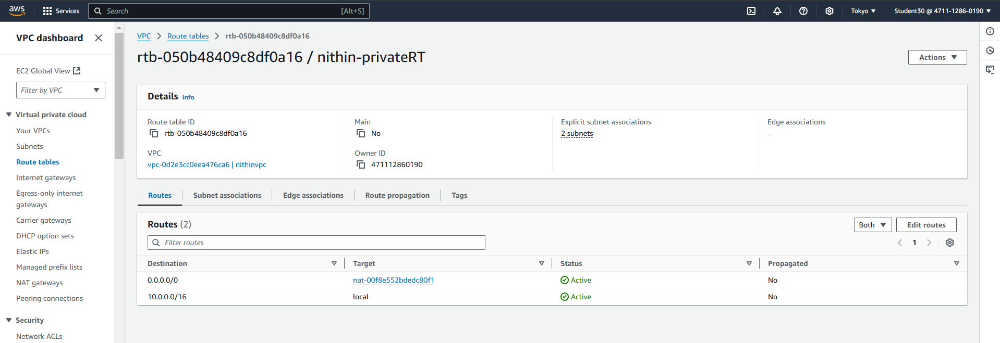 aws Services Search [Alt+S] Tokyo Student30 @ 4711-1286-0190
VPC dashboard
EC2 Global View
Filter by VPC
Virtual private cloud
Your VPCs
Subnets
Route tables
Internet gateways
Egress-only internet
gateways
Carrier gateways
DHCP option sets
Elastic IPs
Managed prefix lists
NAT gateways
Peering connections
Security
Network ACLs
VPC Route tables rtb-050b48409c8df0a16
rtb-050b48409c8df0a16 / nithin-privateRT
Actions
Details Info
Route table ID
rtb-050b48409c8df0a16
Main
No
Explicit subnet associations
2 subnets
Edge associations
–
VPC
vpc-0d2e3cc0eea476ca6 | nithinvpc
Owner ID
471112860190
Routes Subnet associations Edge associations Route propagation Tags
Routes (2)
Both Edit routes
Filter routes
1
Destination Target Status Propagated
0.0.0.0/0 nat-00f8e552bdedc80f1 Active No
10.0.0.0/16 local Active No